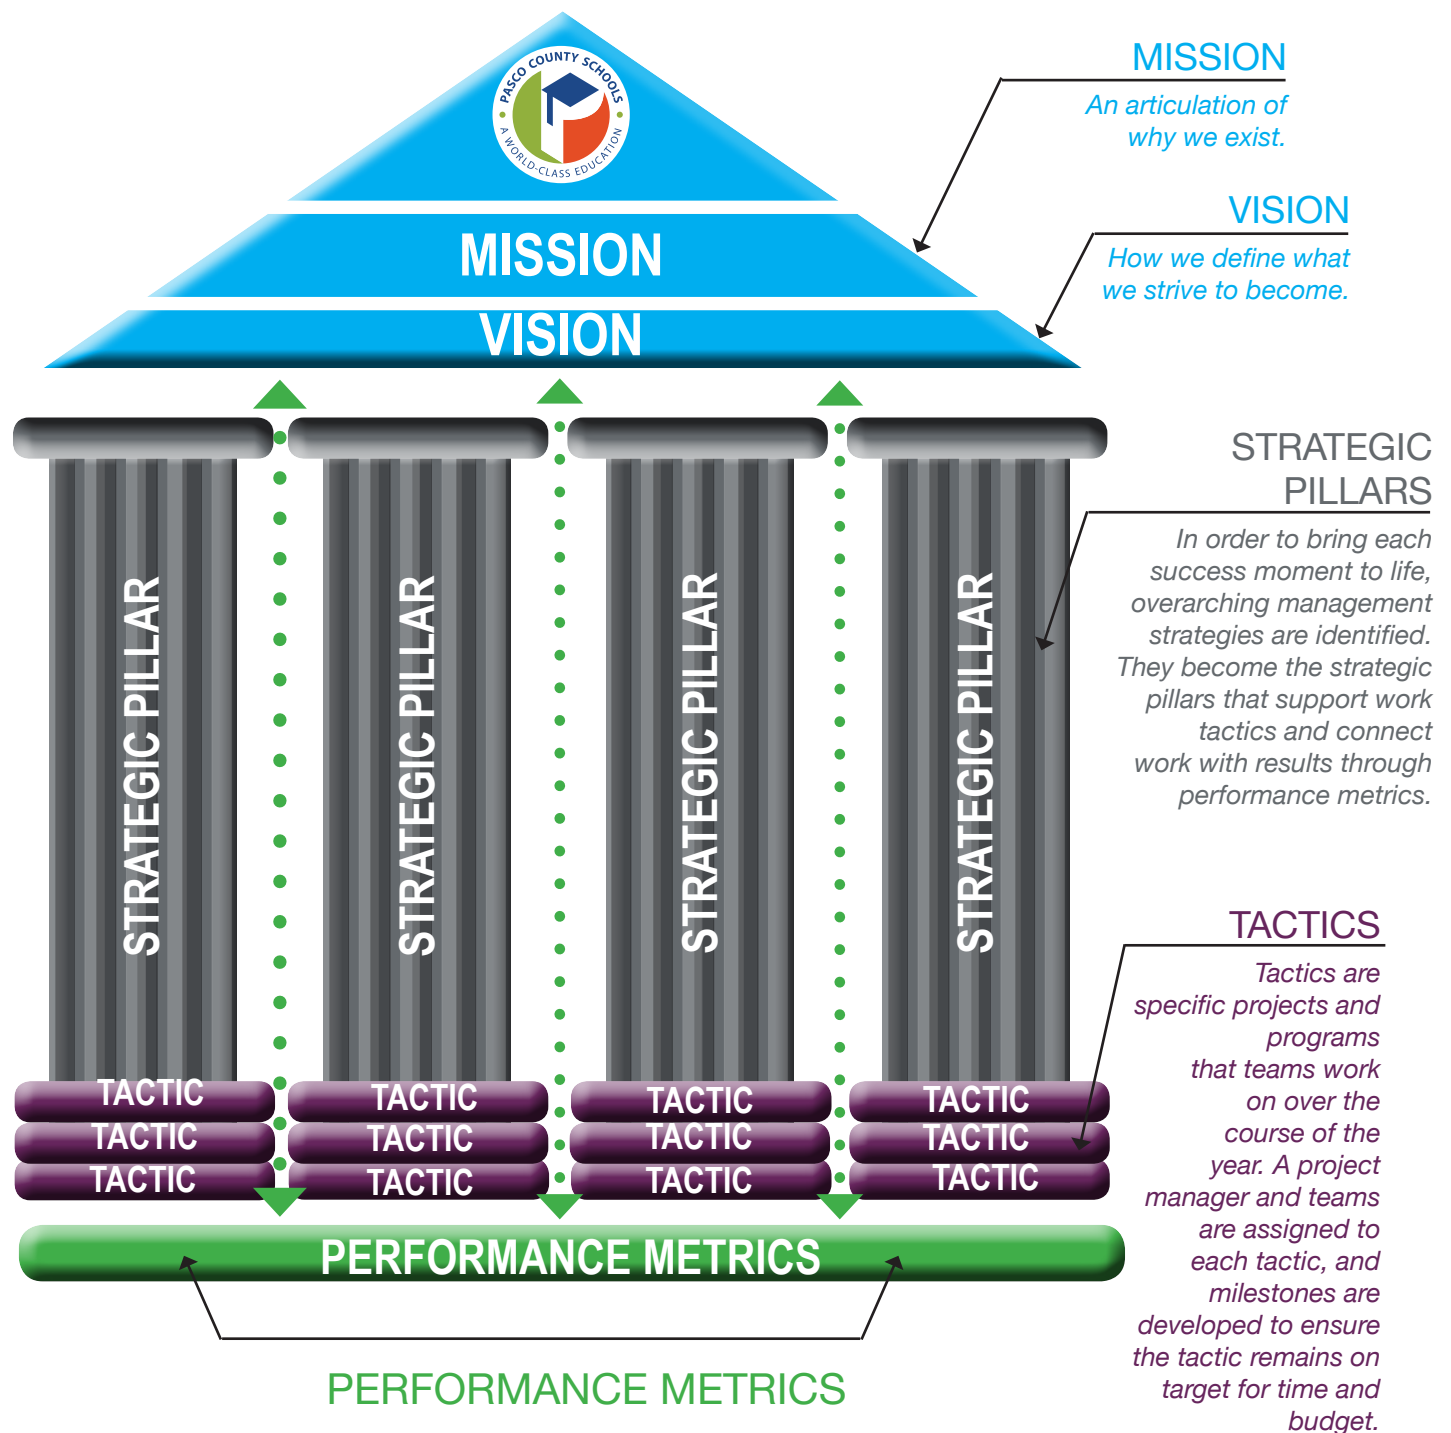 PASCO COUNTY SCHOOLS
A WORLD-CLASS EDUCATION
MISSION
An articulation of
why we exist.
VISION
How we define what
we strive to become.
MISSION
VISION
STRATEGIC
PILLARS
In order to bring each
success moment to life,
overarching management
strategies are identified.
They become the strategic
pillars that support work
tactics and connect
work with results through
performance metrics.
STRATEGIC PILLAR
STRATEGIC PILLAR
STRATEGIC PILLAR
STRATEGIC PILLAR
TACTICS
Tactics are
specific projects and
programs
that teams work
on over the
course of the
year. A project
manager and teams
are assigned to
each tactic, and
milestones are
developed to ensure
the tactic remains on
target for time and
budget.
TACTIC TACTIC TACTIC TACTIC
TACTIC TACTIC TACTIC TACTIC
TACTIC TACTIC TACTIC TACTIC
PERFORMANCE METRICS
PERFORMANCE METRICS